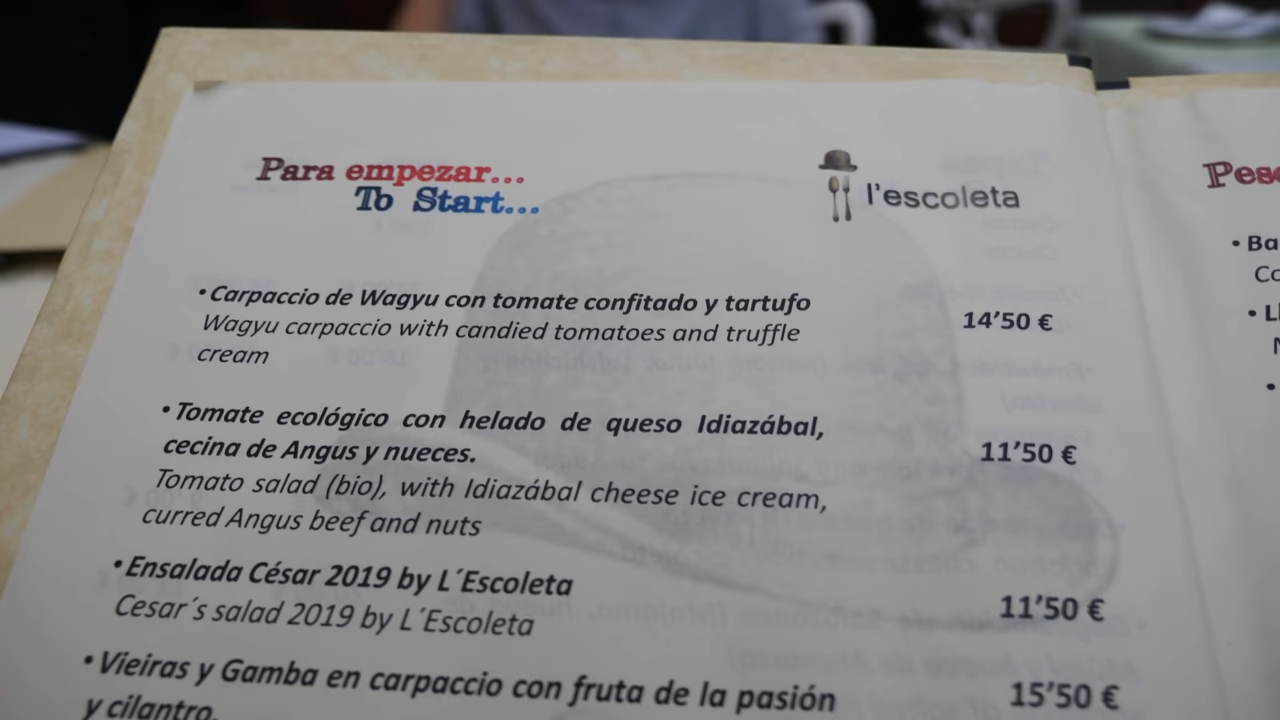 Para empezar...
To Start...
l'escoleta
• Carpaccio de Wagyu con tomate confitado y tartufo
14'50 €
Wagyu carpaccio with candied tomatoes and truffle
cream
• Tomate ecológico con helado de queso Idiazábal,
cecina de Angus y nueces.
11'50 €
Tomato salad (bio), with Idiazábal cheese ice cream,
curred Angus beef and nuts
• Ensalada César 2019 by L´Escoleta
11'50 €
Cesar´s salad 2019 by L´Escoleta
• Vieiras y Gamba en carpaccio con fruta de la pasión
15'50 €
y cilantro.